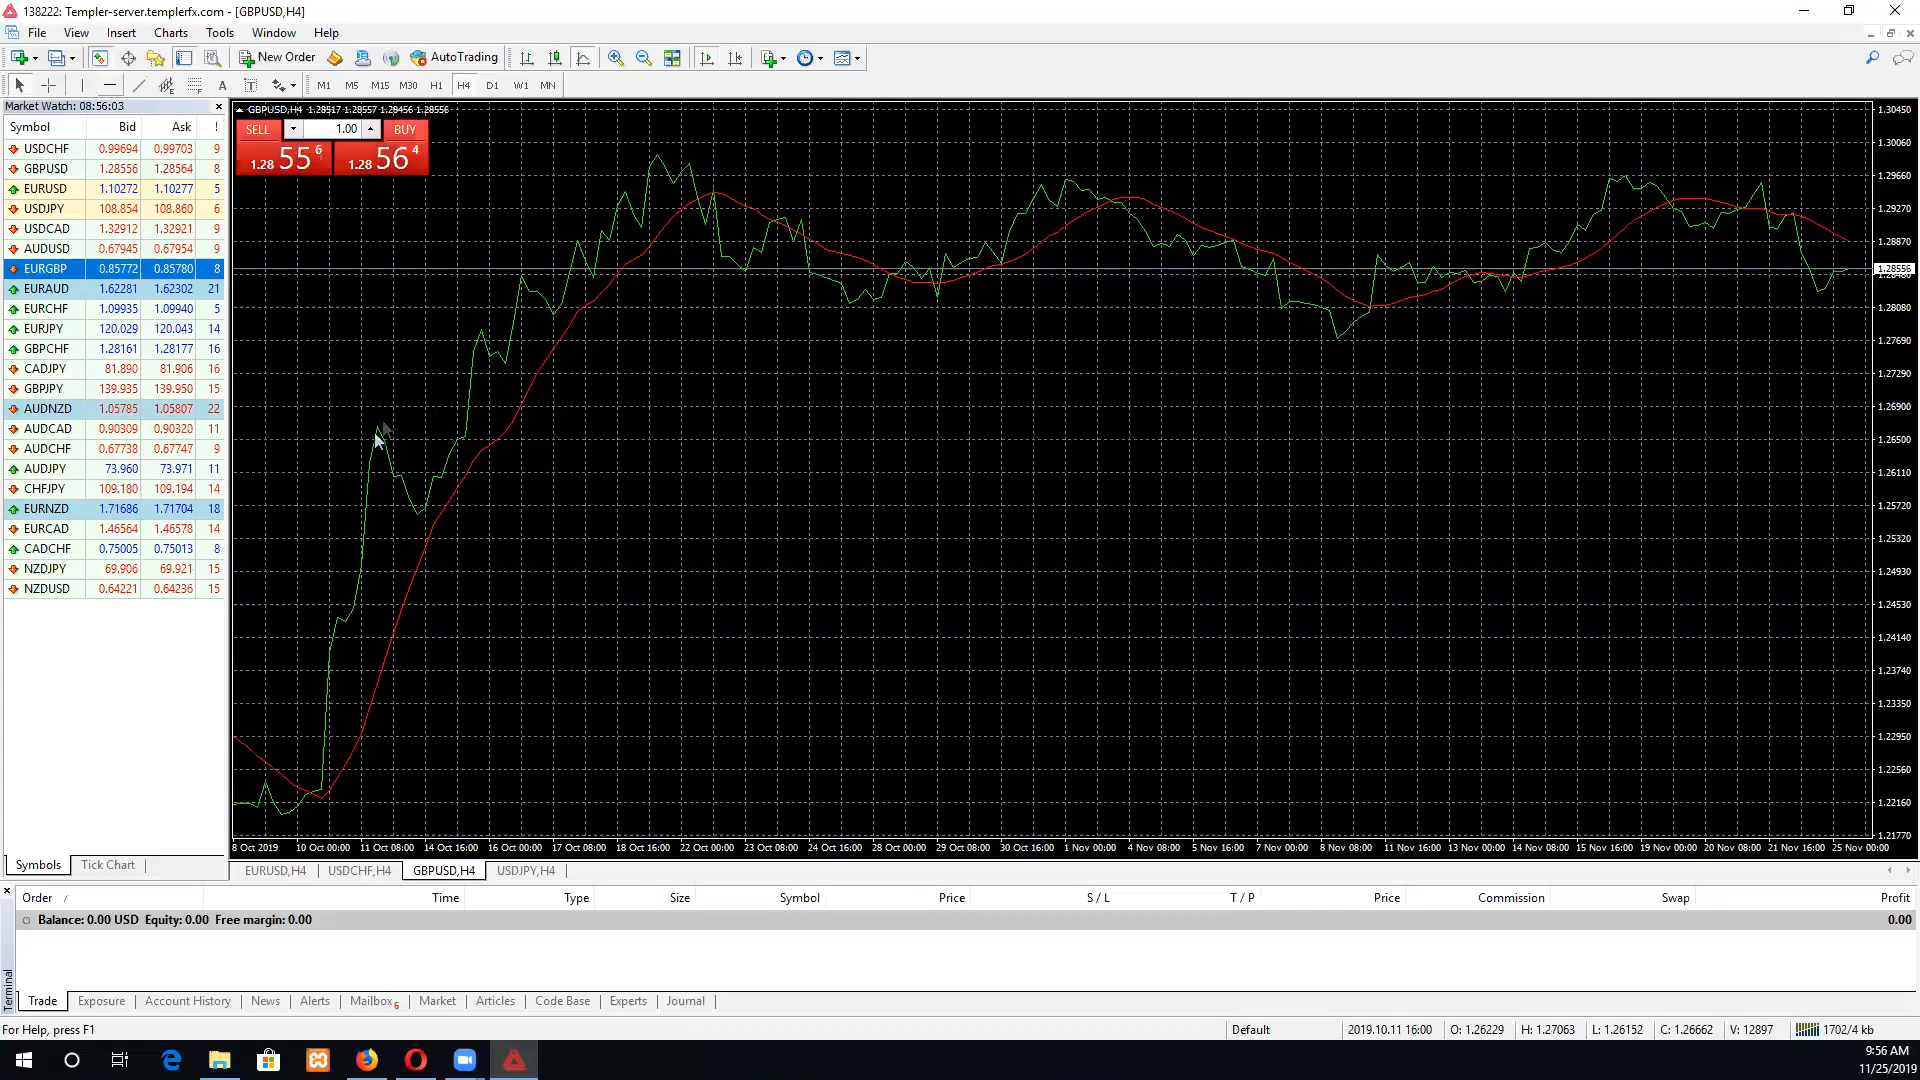 138222: Templer-server.templerfx.com - [GBPUSD,H4]
File View Insert Charts Tools Window Help
New Order AutoTrading
A T M1 M5 M15 M30 H1 H4 D1 W1 MN
Market Watch: 08:56:03
Symbol Bid Ask !
USDCHF 0.99694 0.99703 9
GBPUSD 1.28556 1.28564 8
EURUSD 1.10272 1.10277 5
USDJPY 108.854 108.860 6
USDCAD 1.32912 1.32921 9
AUDUSD 0.67945 0.67954 9
EURGBP 0.85772 0.85780 8
EURAUD 1.62281 1.62302 21
EURCHF 1.09935 1.09940 5
EURJPY 120.029 120.043 14
GBPCHF 1.28161 1.28177 16
CADJPY 81.890 81.906 16
GBPJPY 139.935 139.950 15
AUDNZD 1.05785 1.05807 22
AUDCAD 0.90309 0.90320 11
AUDCHF 0.67738 0.67747 9
AUDJPY 73.960 73.971 11
CHFJPY 109.180 109.194 14
EURNZD 1.71686 1.71704 18
EURCAD 1.46564 1.46578 14
CADCHF 0.75005 0.75013 8
NZDJPY 69.906 69.921 15
NZDUSD 0.64221 0.64236 15
Symbols Tick Chart
GBPUSD,H4 1.28517 1.28557 1.28456 1.28556
SELL 1.00 BUY
1.28 55 6 1.28 56 4
1.30450
1.30060
1.29660
1.29270
1.28870
1.28556
1.28080
1.27690
1.27290
1.26900
1.26500
1.26110
1.25720
1.25320
1.24930
1.24530
1.24140
1.23740
1.23350
1.22950
1.22560
1.22160
1.21770
8 Oct 2019 10 Oct 00:00 11 Oct 08:00 14 Oct 16:00 16 Oct 00:00 17 Oct 08:00 18 Oct 16:00 22 Oct 00:00 23 Oct 08:00 24 Oct 16:00 28 Oct 00:00 29 Oct 08:00 30 Oct 16:00 1 Nov 00:00 4 Nov 08:00 5 Nov 16:00 7 Nov 00:00 8 Nov 08:00 11 Nov 16:00 13 Nov 00:00 14 Nov 08:00 15 Nov 16:00 19 Nov 00:00 20 Nov 08:00 21 Nov 16:00 25 Nov 00:00
EURUSD,H4 USDCHF,H4 GBPUSD,H4 USDJPY,H4
Order / Time Type Size Symbol Price S / L T / P Price Commission Swap Profit
Balance: 0.00 USD Equity: 0.00 Free margin: 0.00 0.00
Terminal
Trade Exposure Account History News Alerts Mailbox 6 Market Articles Code Base Experts Journal
For Help, press F1 Default 2019.10.11 16:00 O: 1.26229 H: 1.27063 L: 1.26152 C: 1.26662 V: 12897 1702/4 kb
9:56 AM
11/25/2019